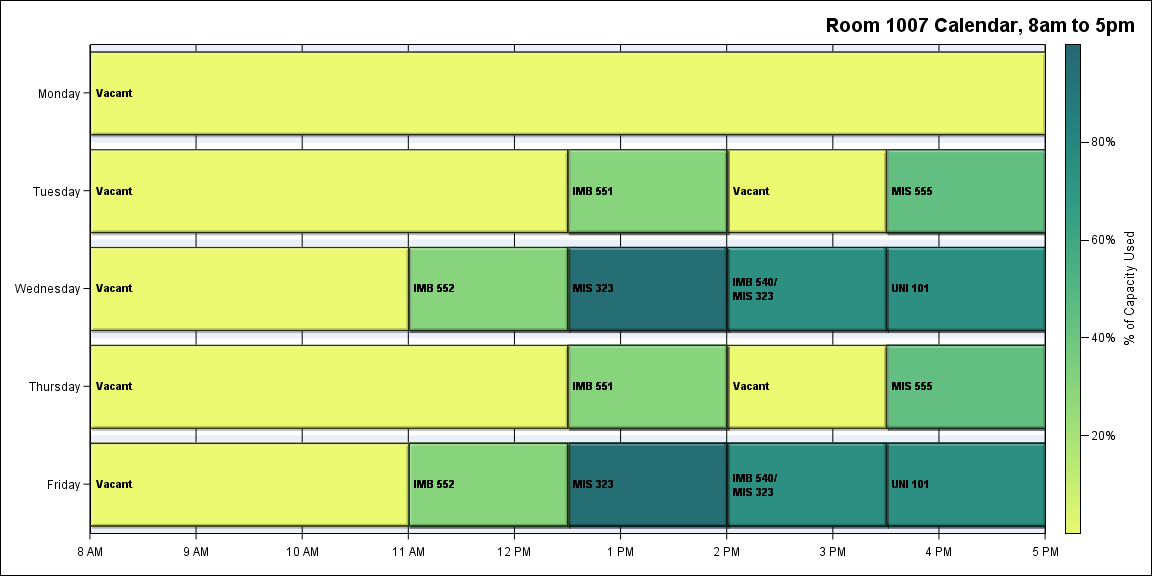 Room 1007 Calendar, 8am to 5pm
Monday
Vacant
Tuesday
Vacant
IMB 551
Vacant
MIS 555
Wednesday
Vacant
IMB 552
MIS 323
IMB 540/
MIS 323
UNI 101
Thursday
Vacant
IMB 551
Vacant
MIS 555
Friday
Vacant
IMB 552
MIS 323
IMB 540/
MIS 323
UNI 101
8 AM
9 AM
10 AM
11 AM
12 PM
1 PM
2 PM
3 PM
4 PM
5 PM
80%
60%
40%
20%
% of Capacity Used